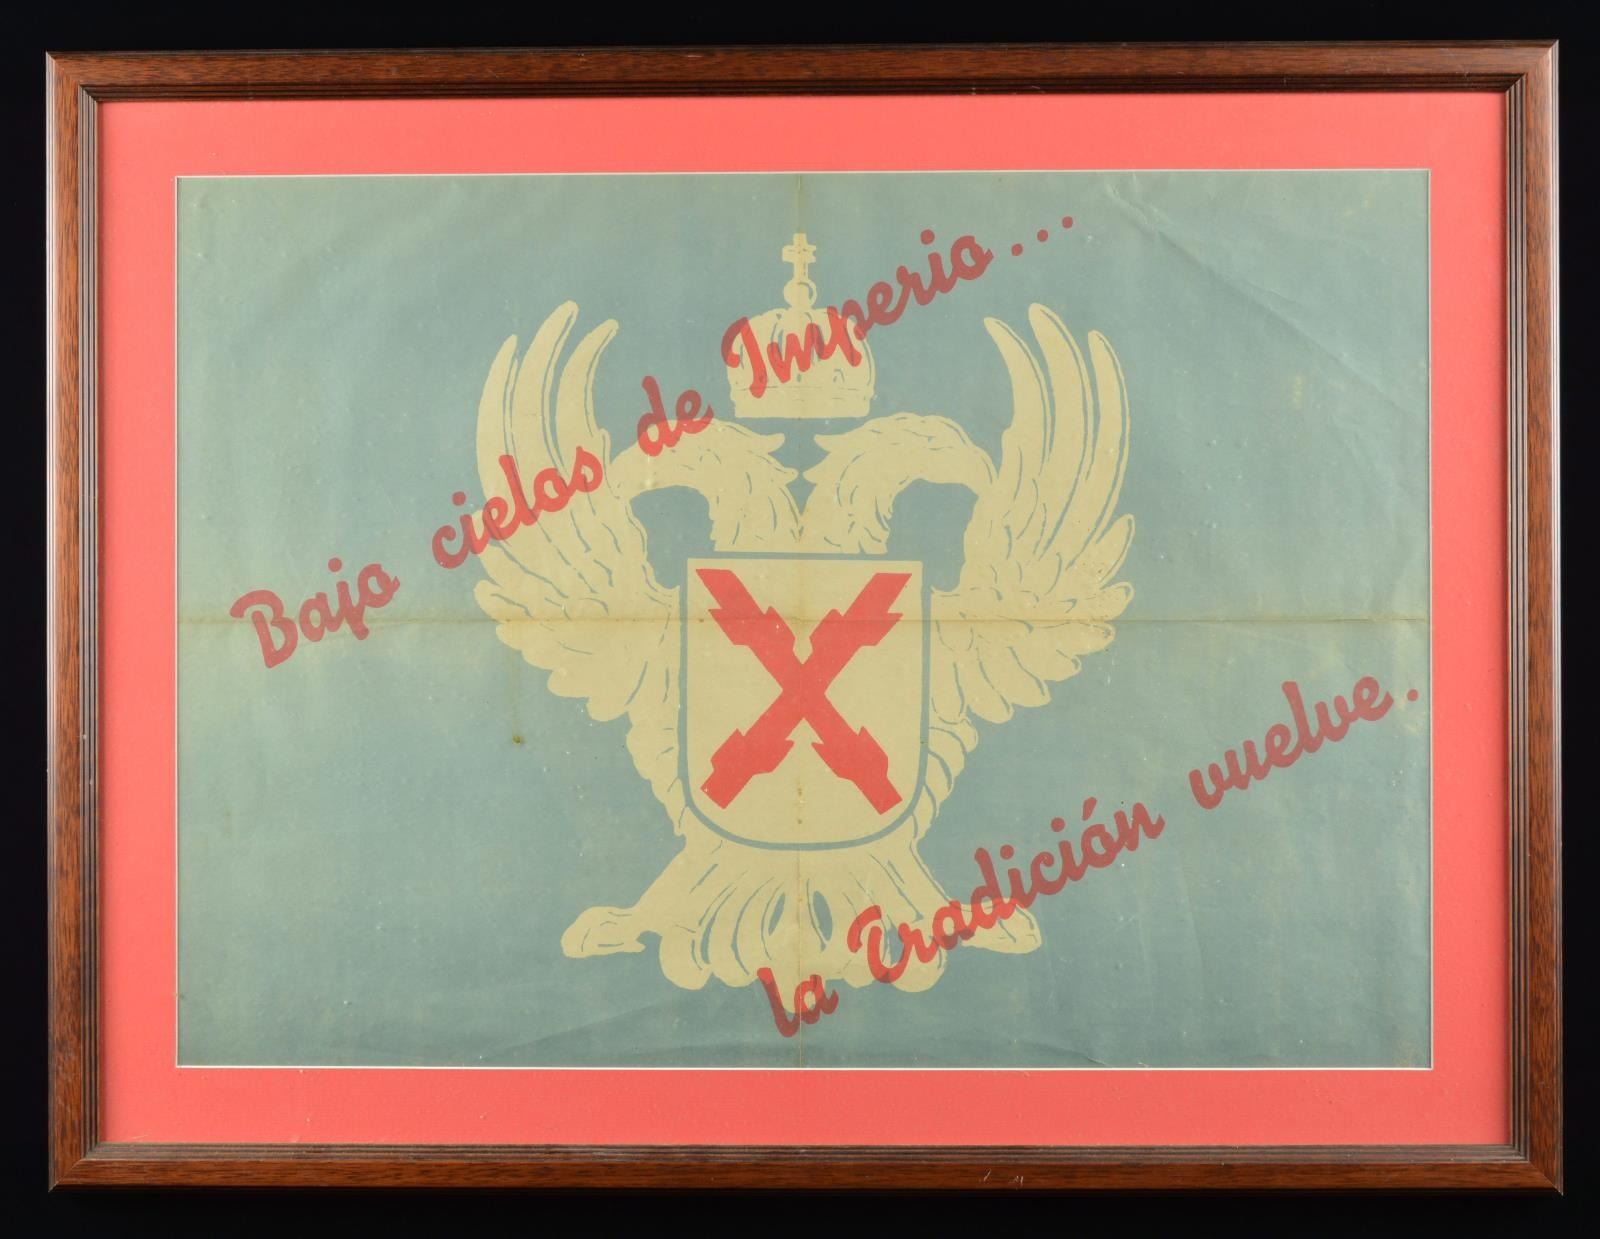 Bajo cielos de Imperio...
la Tradición vuelve.